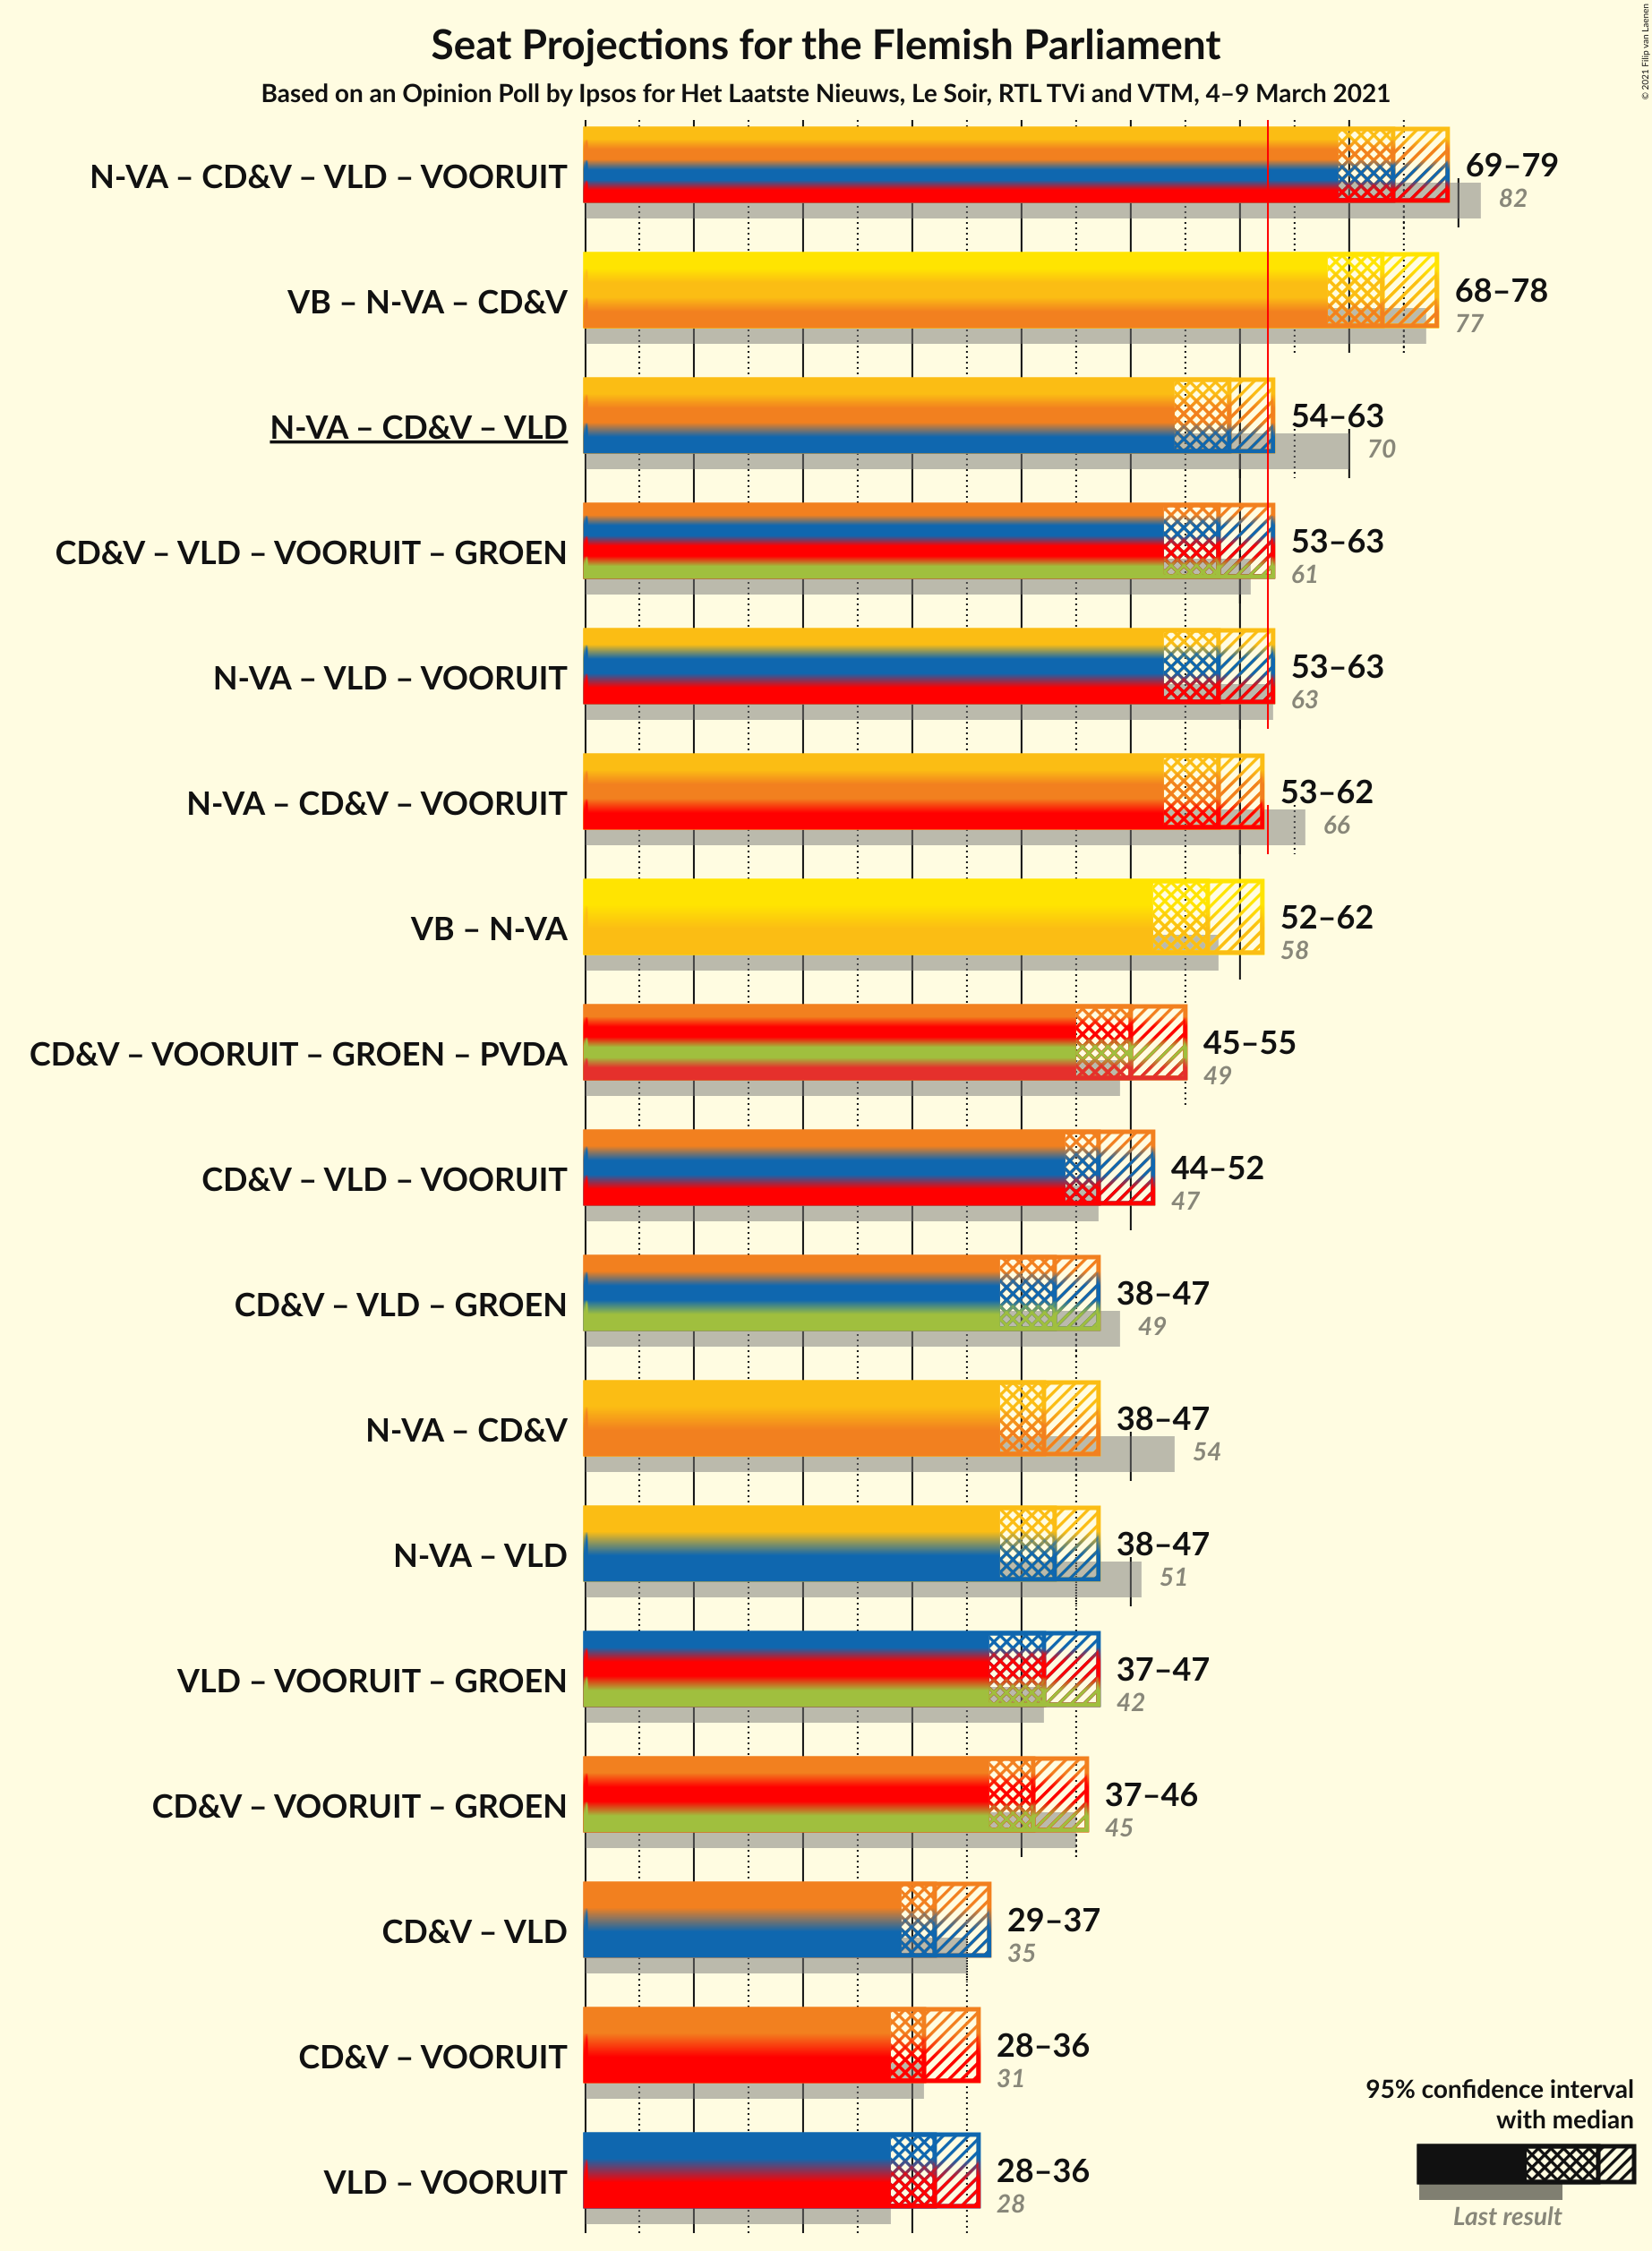 Seat Projections for the Flemish Parliament
Based on an Opinion Poll by Ipsos for Het Laatste Nieuws, Le Soir, RTL TVi and VTM, 4–9 March 2021
© 2021 Filip van Laenen
N-VA – CD&V – VLD – VOORUIT
69–79
82
VB – N-VA – CD&V
68–78
77
N-VA – CD&V – VLD
54–63
70
CD&V – VLD – VOORUIT – GROEN
53–63
61
N-VA – VLD – VOORUIT
53–63
63
N-VA – CD&V – VOORUIT
53–62
66
VB – N-VA
52–62
58
CD&V – VOORUIT – GROEN – PVDA
45–55
49
CD&V – VLD – VOORUIT
44–52
47
CD&V – VLD – GROEN
38–47
49
N-VA – CD&V
38–47
54
N-VA – VLD
38–47
51
VLD – VOORUIT – GROEN
37–47
42
CD&V – VOORUIT – GROEN
37–46
45
CD&V – VLD
29–37
35
CD&V – VOORUIT
28–36
31
VLD – VOORUIT
28–36
28
95% confidence interval
with median
Last result